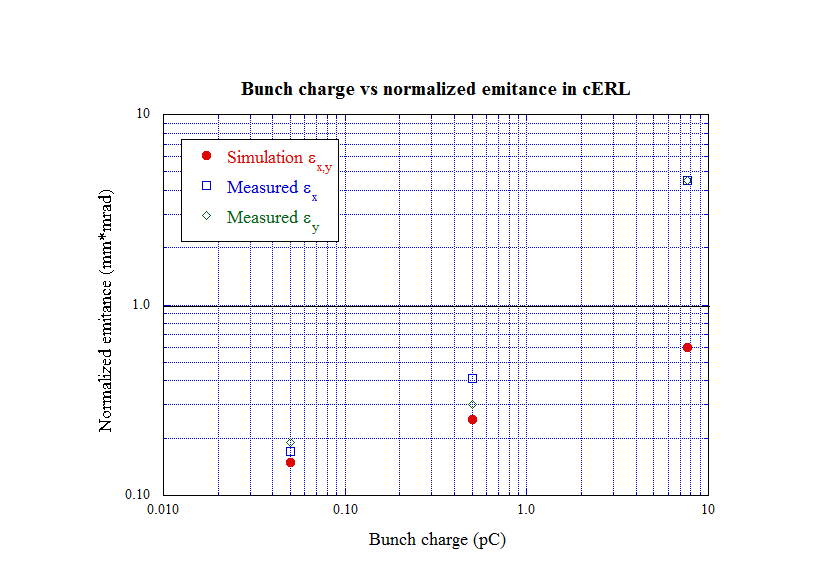 Bunch charge vs normalized emitance in cERL
10
Simulation εx,y
Measured εx
Measured εy
Normalized emitance (mm*mrad)
1.0
0.10
0.010
0.10
1.0
10
Bunch charge (pC)